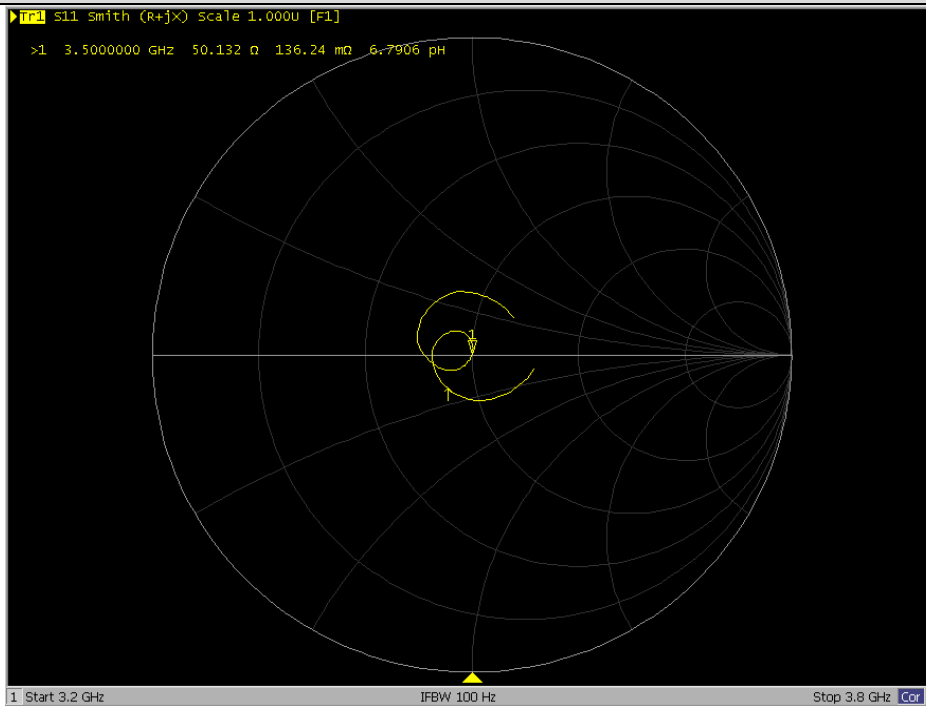 Tr1 S11 Smith (R+jX) Scale 1.000U [F1]
>1 3.5000000 GHz 50.132 Ω 136.24 mΩ 6.7906 pH
1
1
1 Start 3.2 GHz IFBW 100 Hz Stop 3.8 GHz Cor